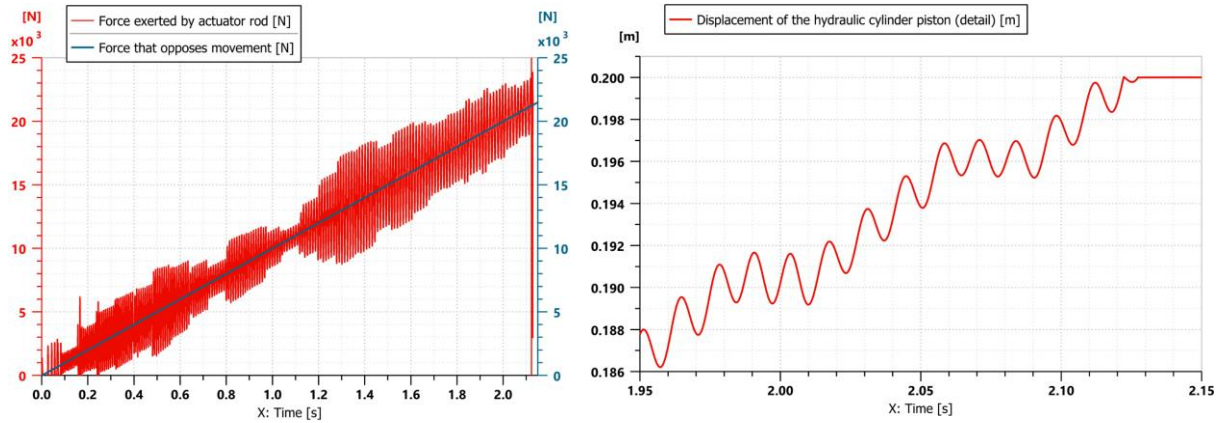 [N]
x10 3
Force exerted by actuator rod [N]
Force that opposes movement [N]
[N]
x10 3
25
20
15
10
5
0
25
20
15
10
5
0
0.0 0.2 0.4 0.6 0.8 1.0 1.2 1.4 1.6 1.8 2.0
X: Time [s]
Displacement of the hydraulic cylinder piston (detail) [m]
[m]
0.200
0.198
0.196
0.194
0.192
0.190
0.188
0.186
1.95 2.00 2.05 2.10 2.15
X: Time [s]